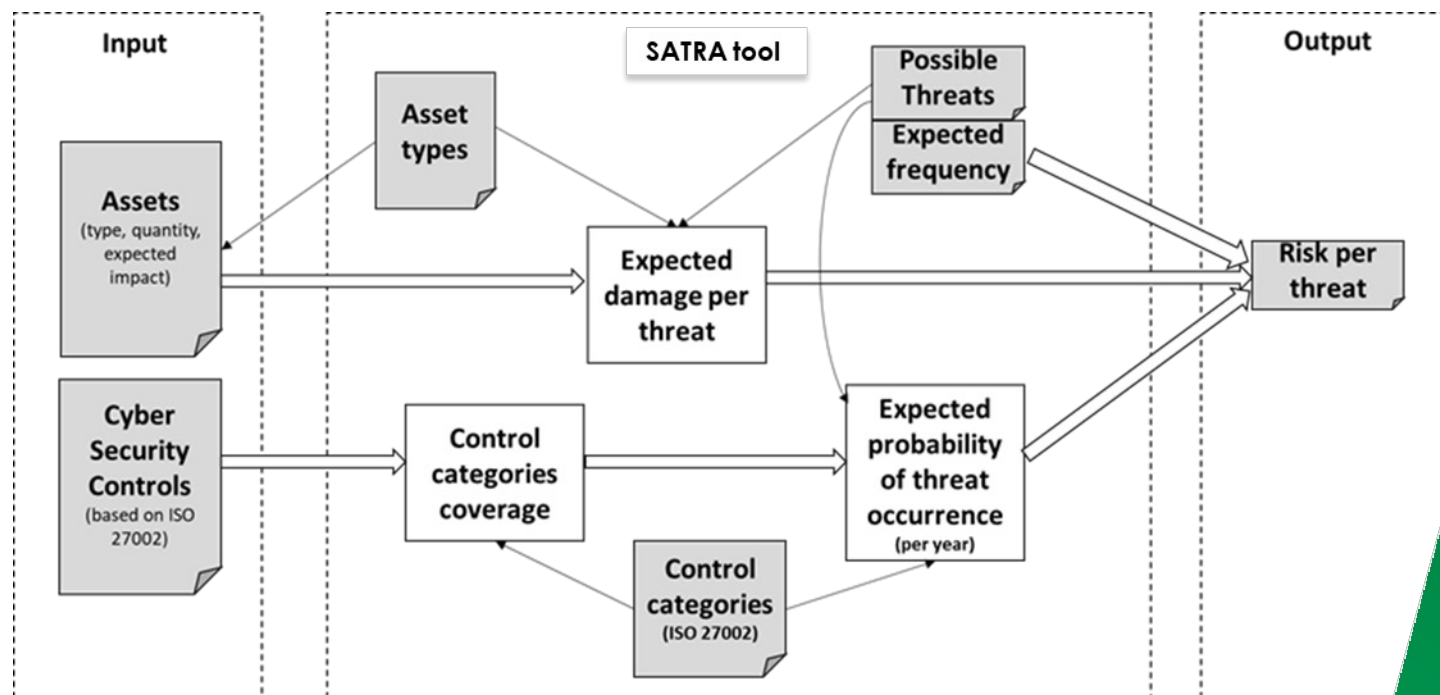 Input
SATRA tool
Output
Asset
types
Possible
Threats
Expected
frequency
Assets
(type, quantity,
expected
impact)
Expected
damage per
threat
Risk per
threat
Cyber
Security
Controls
(based on ISO
27002)
Control
categories
coverage
Expected
probability
of threat
occurrence
(per year)
Control
categories
(ISO 27002)